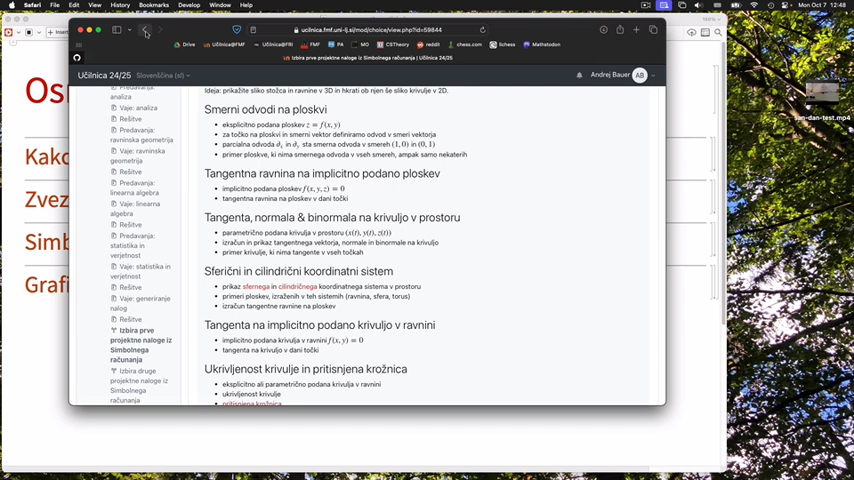 Safari File Edit View History Bookmarks Develop Window Help
Mon Oct 7 12:48
ucilnica.fmf.uni-lj.si/mod/choice/view.php?id=59844
Drive Učilnica@FMF Učilnica@FRI FMF PA MO CSTheory reddit chess.com lichess Mathstodon
Izbira prve projektne naloge iz Simbolnega računanja | Učilnica 24/25
Učilnica 24/25 Slovenščina (sl)
Andrej Bauer AB
Predavanja:
analiza
Vaje: analiza
Rešitve
Predavanja:
ravninska geometrija
Vaje: ravninska
geometrija
Rešitve
Predavanja:
linearna algebra
Vaje: linearna
algebra
Rešitve
Predavanja:
statistika in
verjetnost
Vaje: statistika in
verjetnost
Rešitve
Vaje: generiranje
nalog
Rešitve
Izbira prve
projektne naloge iz
Simbolnega
računanja
Izbira druge
projektne naloge iz
Simbolnega
računanja
Ideja: prikažite sliko stožca in ravnine v 3D in hkrati ob njen še sliko krivulje v 2D.
Smerni odvodi na ploskvi
eksplicitno podana ploskev z = f(x, y)
za točko na ploskvi in smerni vektor definiramo odvod v smeri vektorja
parcialna odvoda ∂x in ∂y sta smerna odvoda v smereh (1, 0) in (0, 1)
primer ploskve, ki nima smernega odvoda v vseh smereh, ampak samo nekaterih
Tangentna ravnina na implicitno podano ploskev
implicitno podana ploskev f(x, y, z) = 0
tangentna ravnina na ploskev v dani točki
Tangenta, normala & binormala na krivuljo v prostoru
parametrično podana krivulja v prostoru (x(t), y(t), z(t))
izračun in prikaz tangentnega vektorja, normale in binormale na krivuljo
primer krivulje, ki nima tangente v vseh točkah
Sferični in cilindrični koordinatni sistem
prikaz sfernega in cilindričnega koordinatnega sistema v prostoru
primeri ploskev, izraženih v teh sistemih (ravnina, sfera, torus)
izračun tangentne ravnine na ploskev
Tangenta na implicitno podano krivuljo v ravnini
implicitno podana krivulja v ravnini f(x, y) = 0
tangenta na krivuljo v dani točki
Ukrivljenost krivulje in pritisnjena krožnica
eksplicitno ali parametrično podana krivulja v ravnini
ukrivljenost krivulje
pritisnjena krožnica
Kako
Zvez
Simb
Grafi
san-dan-test.mp4